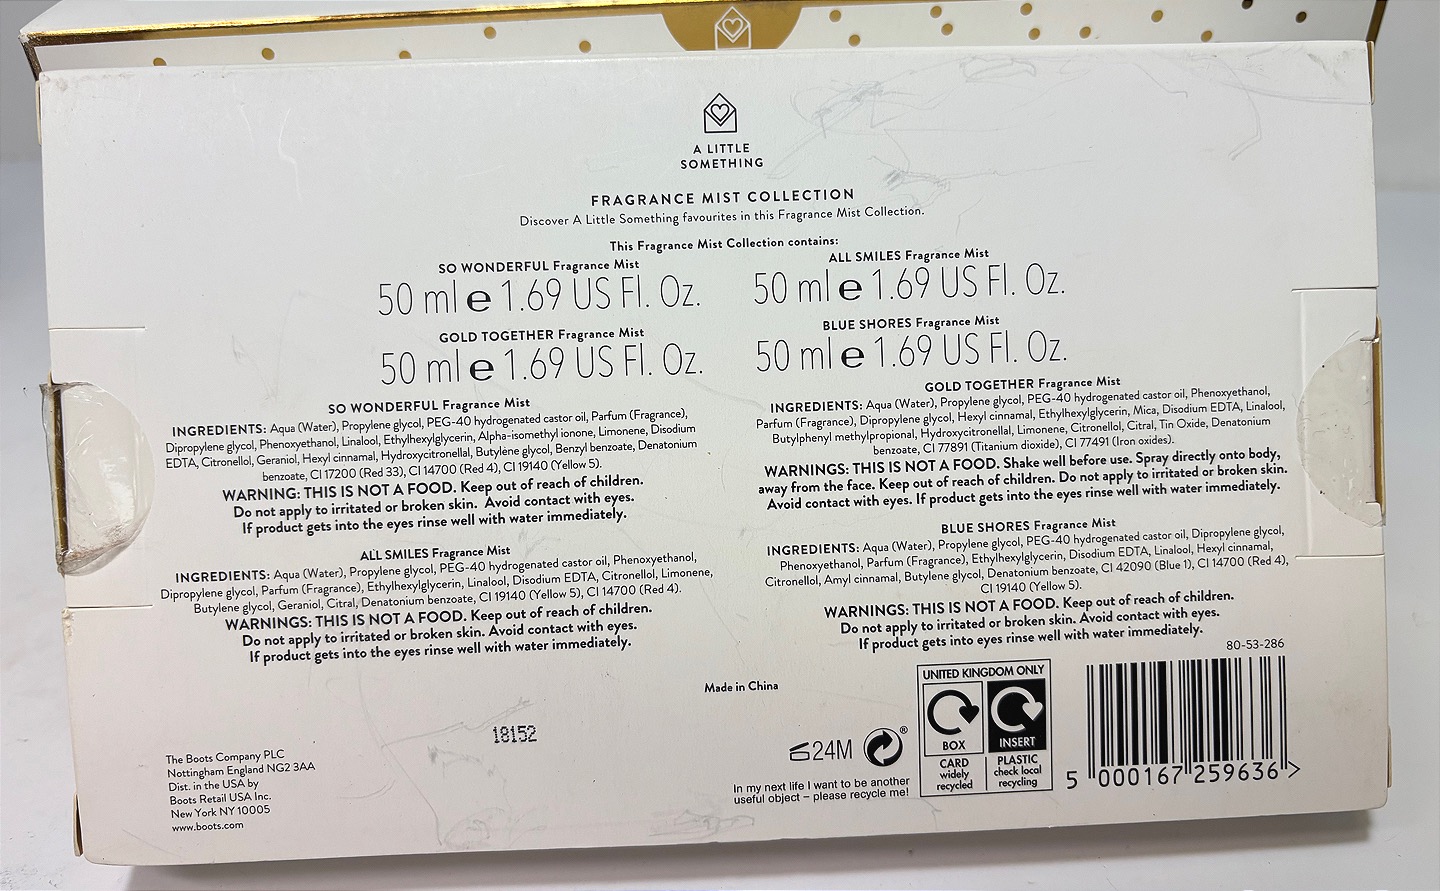 A LITTLE
SOMETHING
FRAGRANCE MIST COLLECTION
Discover A Little Something favourites in this Fragrance Mist Collection.
This Fragrance Mist Collection contains:
SO WONDERFUL Fragrance Mist
50 ml e 1.69 US Fl. Oz.
ALL SMILES Fragrance Mist
50 ml e 1.69 US Fl. Oz.
GOLD TOGETHER Fragrance Mist
50 ml e 1.69 US Fl. Oz.
BLUE SHORES Fragrance Mist
50 ml e 1.69 US Fl. Oz.
SO WONDERFUL Fragrance Mist
INGREDIENTS: Aqua (Water), Propylene glycol, PEG-40 hydrogenated castor oil, Parfum (Fragrance),
Dipropylene glycol, Phenoxyethanol, Linalool, Ethylhexylglycerin, Alpha-isomethyl ionone, Limonene, Disodium
EDTA, Citronellol, Geraniol, Hexyl cinnamal, Hydroxycitronellal, Butylene glycol, Benzyl benzoate, Denatonium
benzoate, CI 17200 (Red 33), CI 14700 (Red 4), CI 19140 (Yellow 5).
WARNING: THIS IS NOT A FOOD. Keep out of reach of children.
Do not apply to irritated or broken skin. Avoid contact with eyes.
If product gets into the eyes rinse well with water immediately.
ALL SMILES Fragrance Mist
INGREDIENTS: Aqua (Water), Propylene glycol, PEG-40 hydrogenated castor oil, Phenoxyethanol,
Dipropylene glycol, Parfum (Fragrance), Ethylhexylglycerin, Linalool, Disodium EDTA, Citronellol, Limonene,
Butylene glycol, Geraniol, Citral, Denatonium benzoate, CI 19140 (Yellow 5), CI 14700 (Red 4).
WARNINGS: THIS IS NOT A FOOD. Keep out of reach of children.
Do not apply to irritated or broken skin. Avoid contact with eyes.
If product gets into the eyes rinse well with water immediately.
GOLD TOGETHER Fragrance Mist
INGREDIENTS: Aqua (Water), Propylene glycol, PEG-40 hydrogenated castor oil, Phenoxyethanol,
Parfum (Fragrance), Dipropylene glycol, Hexyl cinnamal, Ethylhexylglycerin, Mica, Disodium EDTA, Linalool,
Butylphenyl methylpropional, Hydroxycitronellal, Limonene, Citronellol, Citral, Tin Oxide, Denatonium
benzoate, CI 77891 (Titanium dioxide), CI 77491 (Iron oxides).
WARNINGS: THIS IS NOT A FOOD. Shake well before use. Spray directly onto body,
away from the face. Keep out of reach of children. Do not apply to irritated or broken skin.
Avoid contact with eyes. If product gets into the eyes rinse well with water immediately.
BLUE SHORES Fragrance Mist
INGREDIENTS: Aqua (Water), Propylene glycol, PEG-40 hydrogenated castor oil, Dipropylene glycol,
Phenoxyethanol, Parfum (Fragrance), Ethylhexylglycerin, Disodium EDTA, Linalool, Hexyl cinnamal,
Citronellol, Amyl cinnamal, Butylene glycol, Denatonium benzoate, CI 42090 (Blue 1), CI 14700 (Red 4),
CI 19140 (Yellow 5).
WARNINGS: THIS IS NOT A FOOD. Keep out of reach of children.
Do not apply to irritated or broken skin. Avoid contact with eyes.
If product gets into eyes rinse well with water immediately.
80-53-286
Made in China
18152
The Boots Company PLC
Nottingham England NG2 3AA
Dist. in the USA by
Boots Retail USA Inc.
New York NY 10005
www.boots.com
24M
®
In my next life I want to be another
useful object – please recycle me!
UNITED KINGDOM ONLY
BOX
CARD
widely
recycled
INSERT
PLASTIC
check local
recycling
5 000167 259636 >